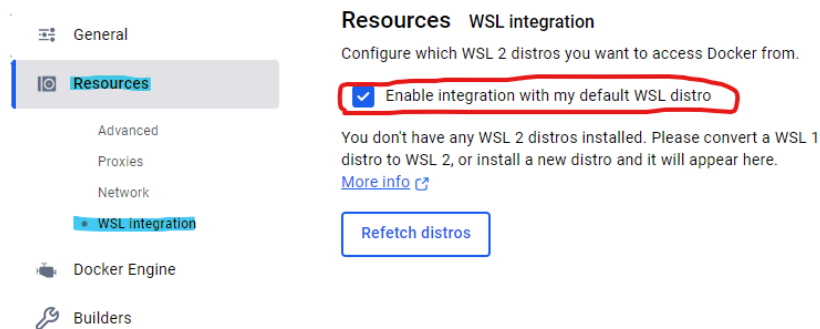 General
Resources
Advanced
Proxies
Network
WSL integration
Docker Engine
Builders
Resources WSL integration
Configure which WSL 2 distros you want to access Docker from.
Enable integration with my default WSL distro
You don't have any WSL 2 distros installed. Please convert a WSL 1
distro to WSL 2, or install a new distro and it will appear here.
More info
Refetch distros